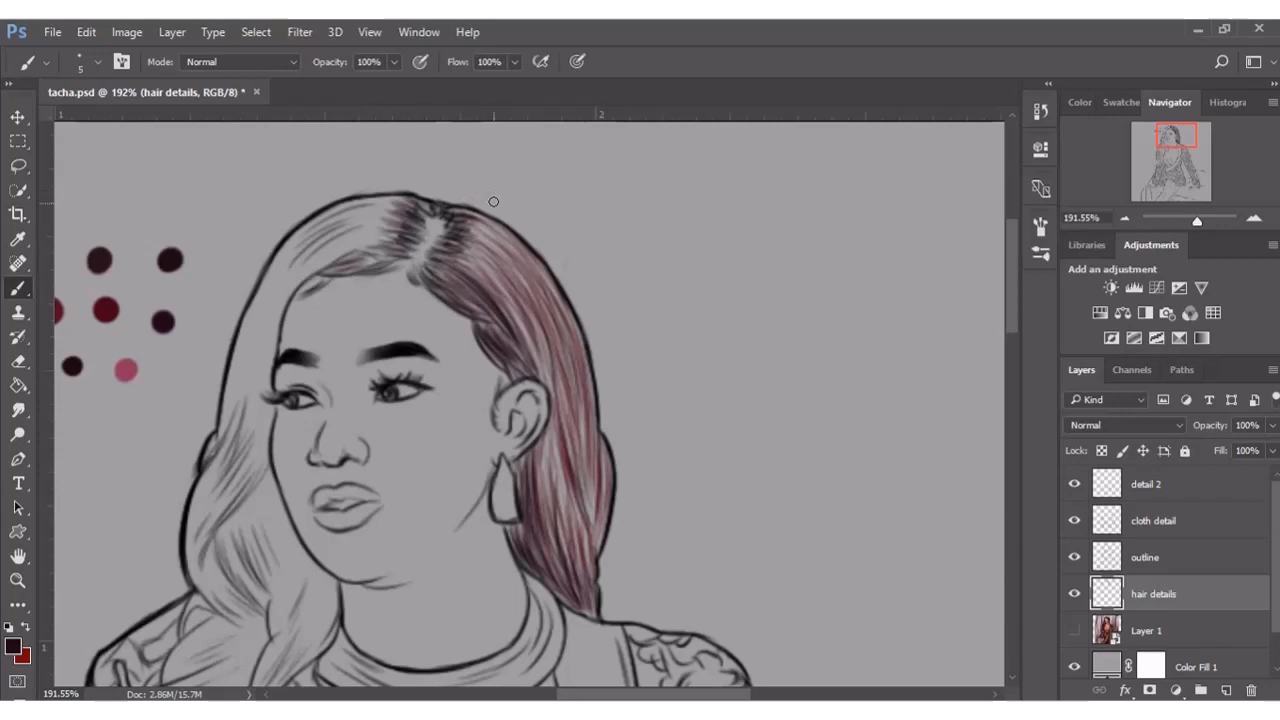 Ps File Edit Image Layer Type Select Filter 3D View Window Help
5 Mode: Normal Opacity: 100% Flow: 100%
tacha.psd @ 192% (hair details, RGB/8) * ×
1 2
Color Swatche Navigator Histogra
191.55%
Libraries Adjustments
Add an adjustment
Layers Channels Paths
Kind
Normal Opacity: 100%
Lock: Fill: 100%
detail 2
cloth detail
outline
hair details
Layer 1
Color Fill 1
1
191.55% Doc: 2.86M/15.7M